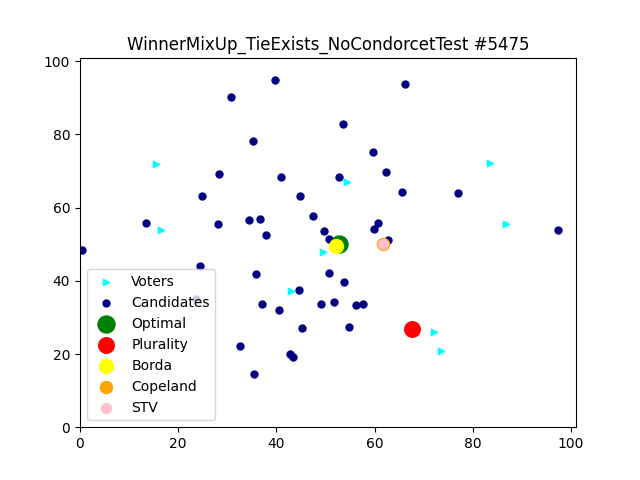 WinnerMixUp_TieExists_NoCondorcetTest #5475
100
80
60
40
20
0
Voters
Candidates
Optimal
Plurality
Borda
Copeland
STV
0 20 40 60 80 100